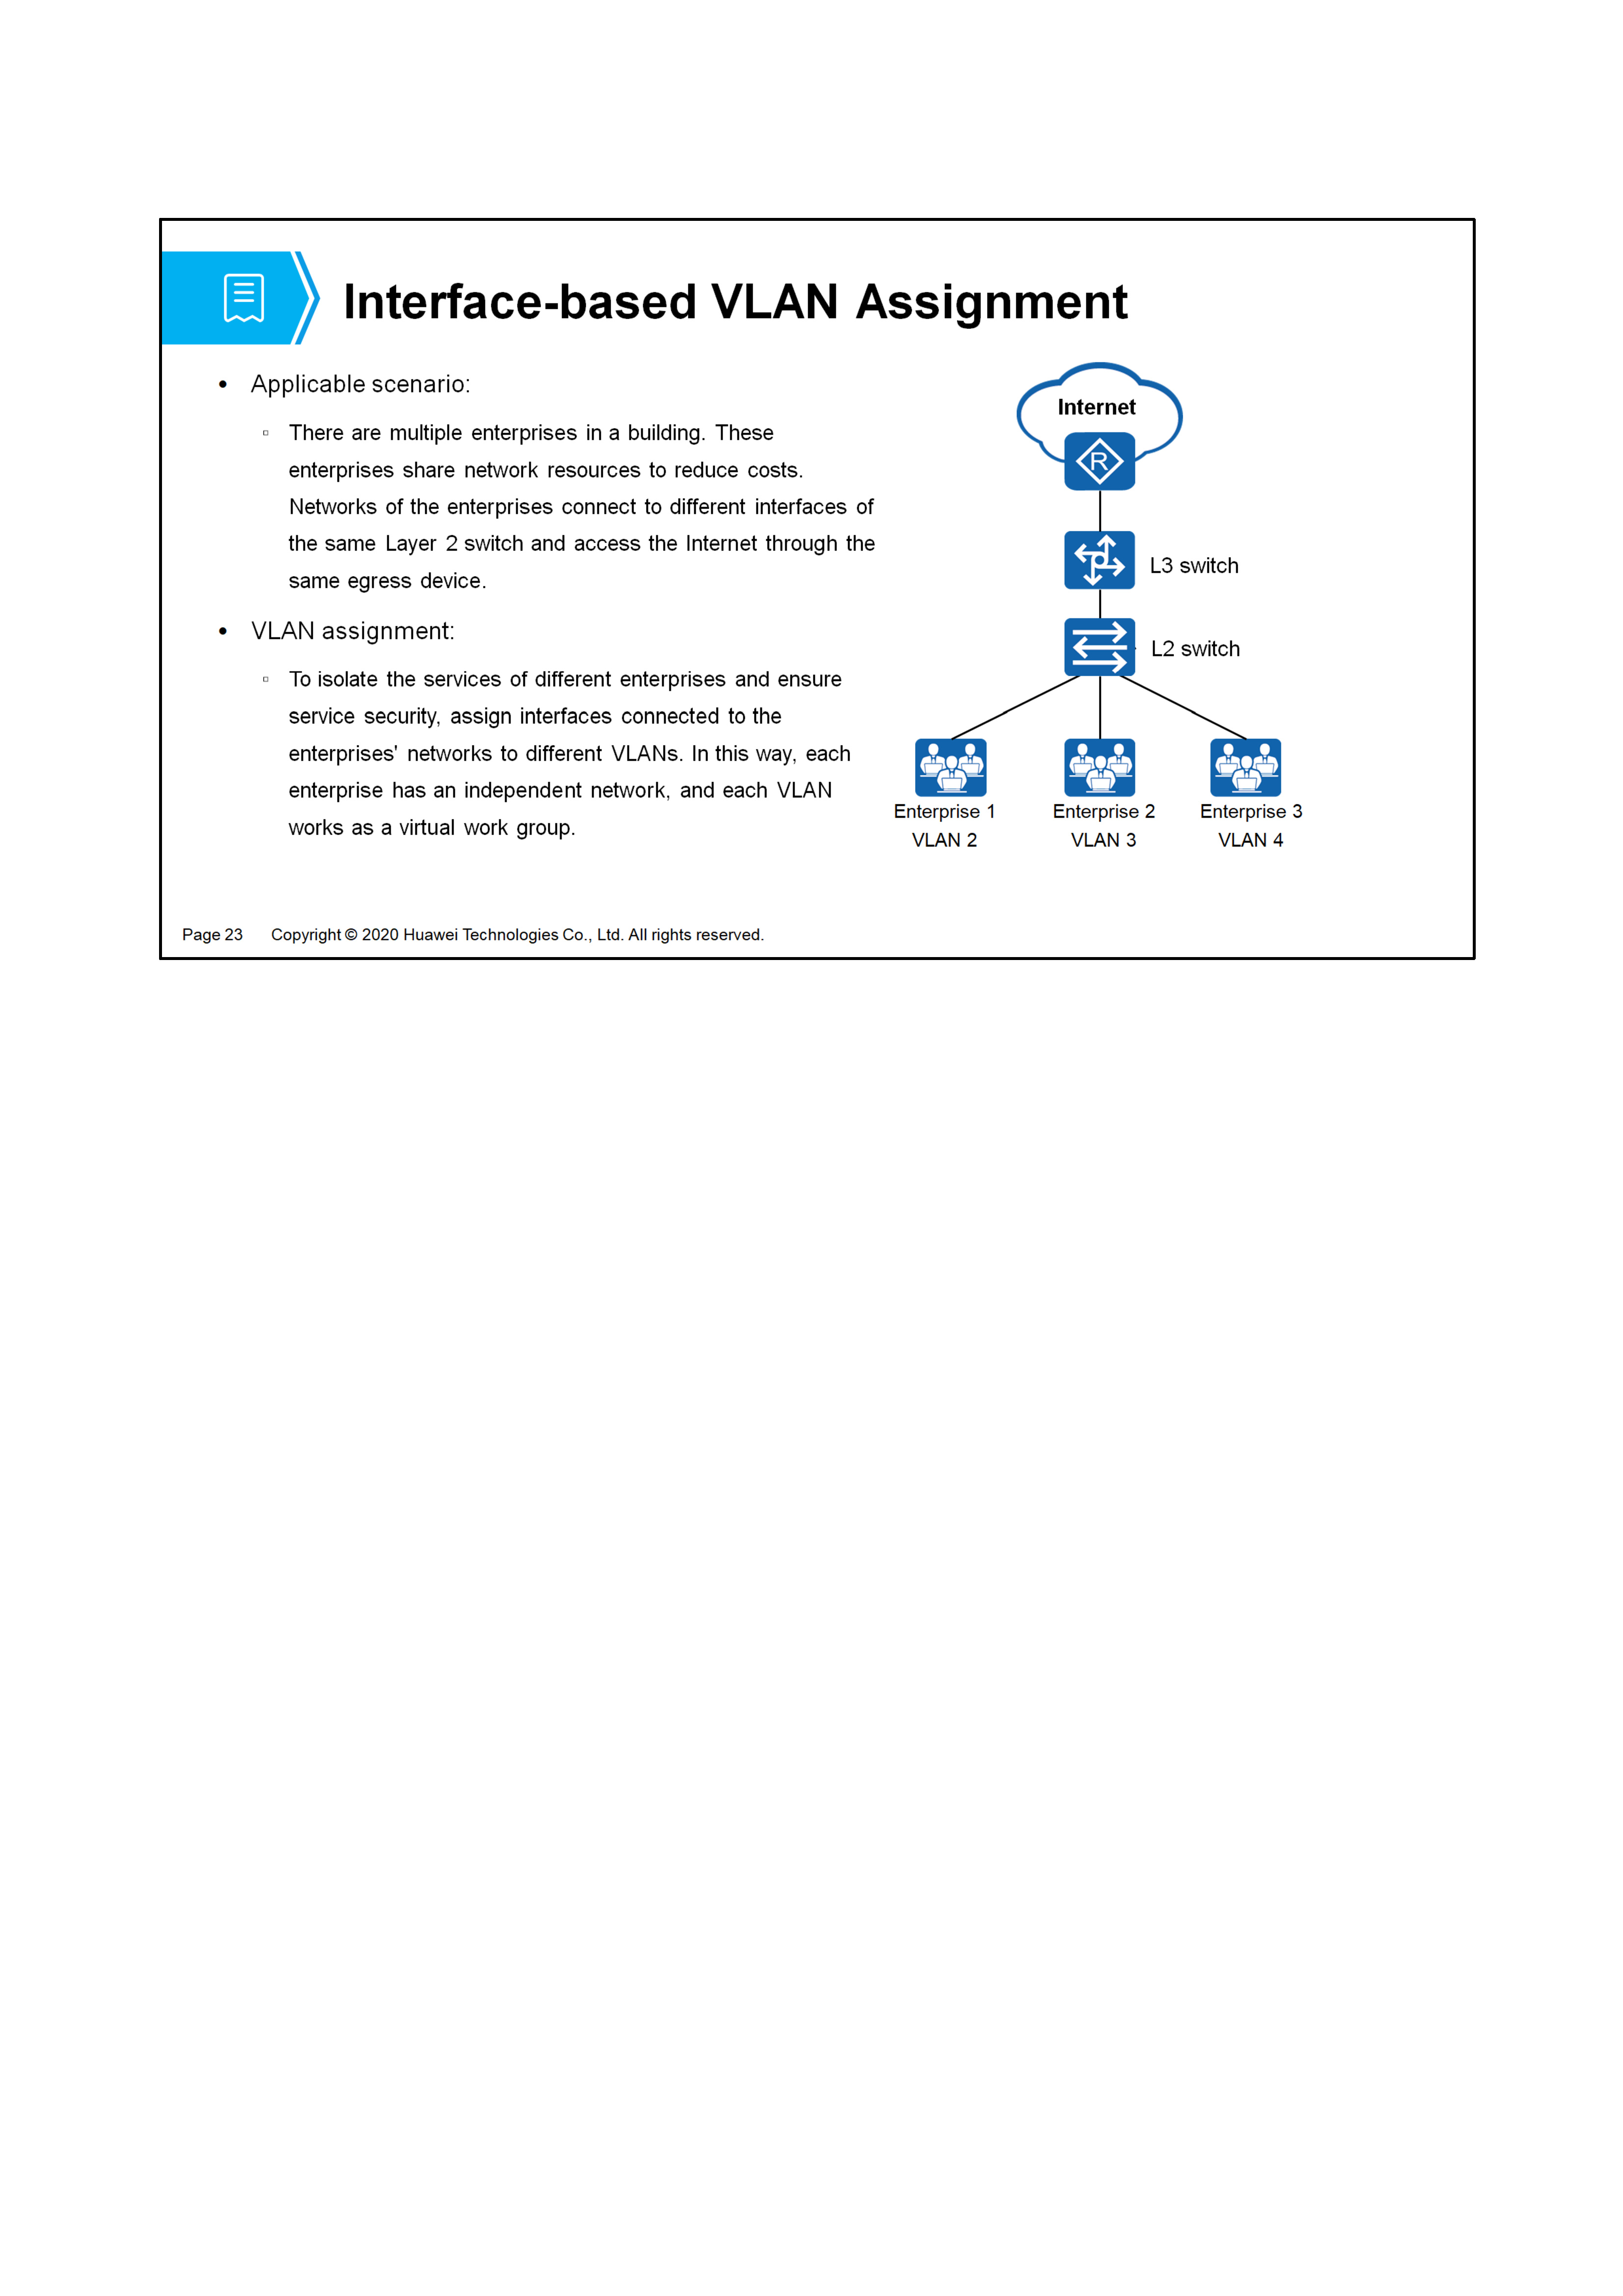 Interface-based VLAN Assignment
• Applicable scenario:
▫ There are multiple enterprises in a building. These
enterprises share network resources to reduce costs.
Networks of the enterprises connect to different interfaces of
the same Layer 2 switch and access the Internet through the
same egress device.
• VLAN assignment:
▫ To isolate the services of different enterprises and ensure
service security, assign interfaces connected to the
enterprises' networks to different VLANs. In this way, each
enterprise has an independent network, and each VLAN
works as a virtual work group.
Internet
R
L3 switch
L2 switch
Enterprise 1
VLAN 2
Enterprise 2
VLAN 3
Enterprise 3
VLAN 4
Page 23 Copyright © 2020 Huawei Technologies Co., Ltd. All rights reserved.